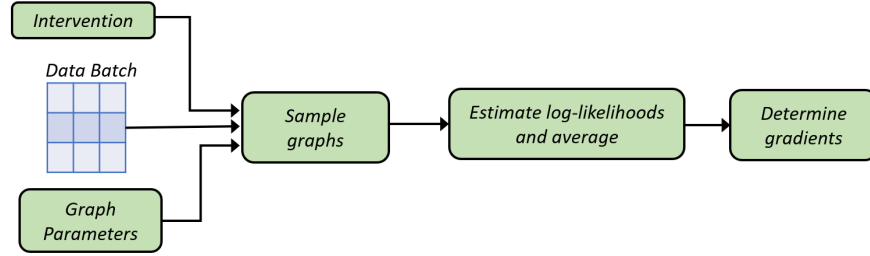 Intervention
Data Batch
Graph
Parameters
Sample
graphs
Estimate log-likelihoods
and average
Determine
gradients